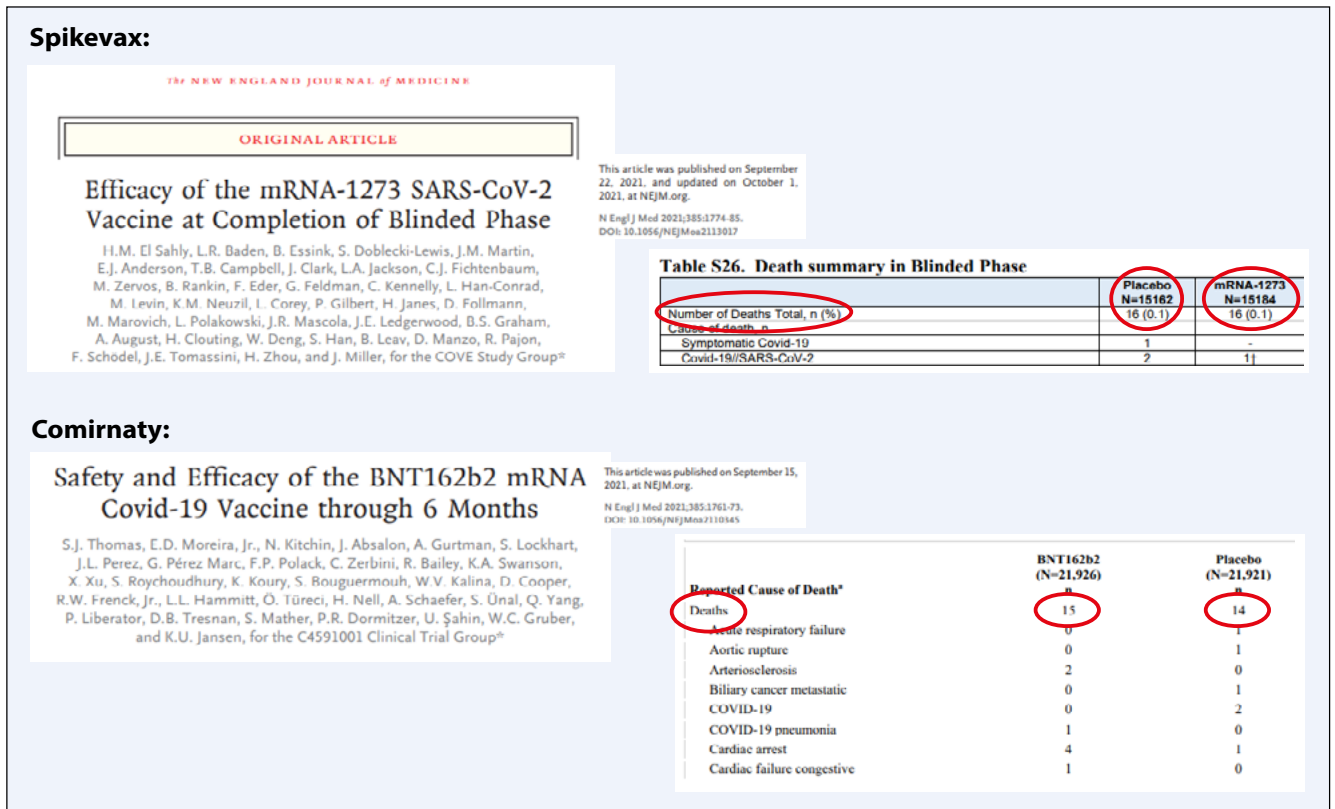 Spikevax:
The NEW ENGLAND JOURNAL of MEDICINE
ORIGINAL ARTICLE
Efficacy of the mRNA-1273 SARS-CoV-2
Vaccine at Completion of Blinded Phase
H.M. El Sahly, L.R. Baden, B. Essink, S. Doblecki-Lewis, J.M. Martin,
E.J. Anderson, T.B. Campbell, J. Clark, L.A. Jackson, C.J. Fichtenbaum,
M. Zervos, B. Rankin, F. Eder, G. Feldman, C. Kennelly, L. Han-Conrad,
M. Levin, K.M. Neuzil, L. Corey, P. Gilbert, H. Janes, D. Follmann,
M. Marovich, L. Polakowski, J.R. Mascola, J.E. Ledgerwood, B.S. Graham,
A. August, H. Clouting, W. Deng, S. Han, B. Leav, D. Manzo, R. Pajon,
F. Schödel, J.E. Tomassini, H. Zhou, and J. Miller, for the COVE Study Group*
This article was published on September
22, 2021, and updated on October 1,
2021, at NEJM.org.
N Engl J Med 2021;385:1774-85.
DOI: 10.1056/NEJMoa2113017
Table S26. Death summary in Blinded Phase
Placebo mRNA-1273
N=15162 N=15184
Number of Deaths Total, n (%) 16 (0.1) 16 (0.1)
Cause of death, n
Symptomatic Covid-19 1 -
Covid-19//SARS-CoV-2 2 1†
Comirnaty:
Safety and Efficacy of the BNT162b2 mRNA
Covid-19 Vaccine through 6 Months
S.J. Thomas, E.D. Moreira, Jr., N. Kitchin, J. Absalon, A. Gurtman, S. Lockhart,
J.L. Perez, G. Pérez Marc, F.P. Polack, C. Zerbini, R. Bailey, K.A. Swanson,
X. Xu, S. Roychoudhury, K. Koury, S. Bouguermouh, W.V. Kalina, D. Cooper,
R.W. Frenck, Jr., L.L. Hammitt, Ö. Türeci, H. Nell, A. Schaefer, S. Ünal, Q. Yang,
P. Liberator, D.B. Tresnan, S. Mather, P.R. Dormitzer, U. Şahin, W.C. Gruber,
and K.U. Jansen, for the C4591001 Clinical Trial Group*
This article was published on September 15,
2021, at NEJM.org.
N Engl J Med 2021;385:1761-73.
DOI: 10.1056/NEJMoa2110345
BNT162b2 Placebo
(N=21,926) (N=21,921)
Reported Cause of Deathª n n
Deaths 15 14
Acute respiratory failure 0 1
Aortic rupture 0 1
Arteriosclerosis 2 0
Biliary cancer metastatic 0 1
COVID-19 0 2
COVID-19 pneumonia 1 0
Cardiac arrest 4 1
Cardiac failure congestive 1 0